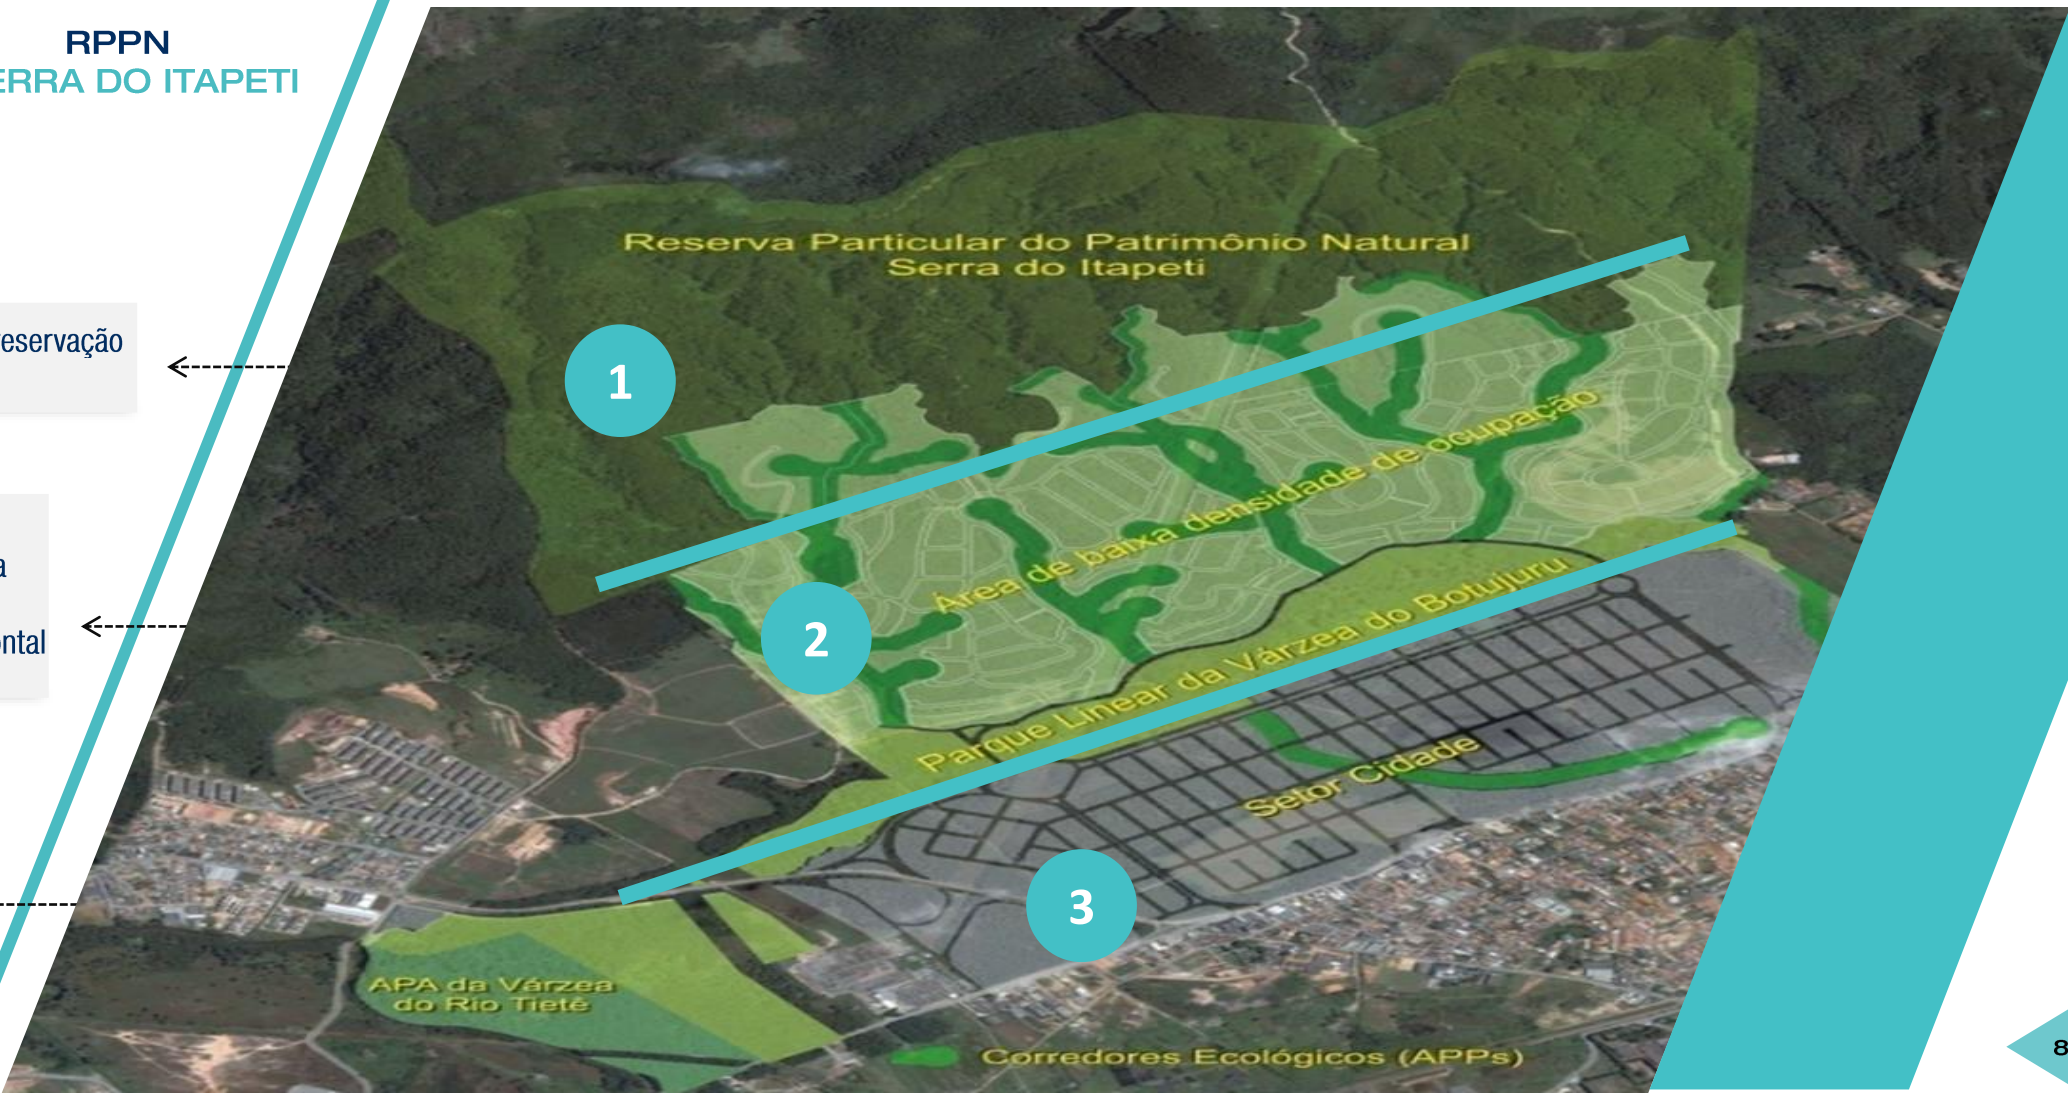 RPPN
ERRA DO ITAPETI
eservação
a
ntal
Reserva Particular do Patrimônio Natural
Serra do Itapeti
1
Área de baixa densidade de ocupação
2
Parque Linear da Várzea do Botujuru
Setor Cidade
3
APA da Várzea
do Rio Tietê
Corredores Ecológicos (APPs)
8